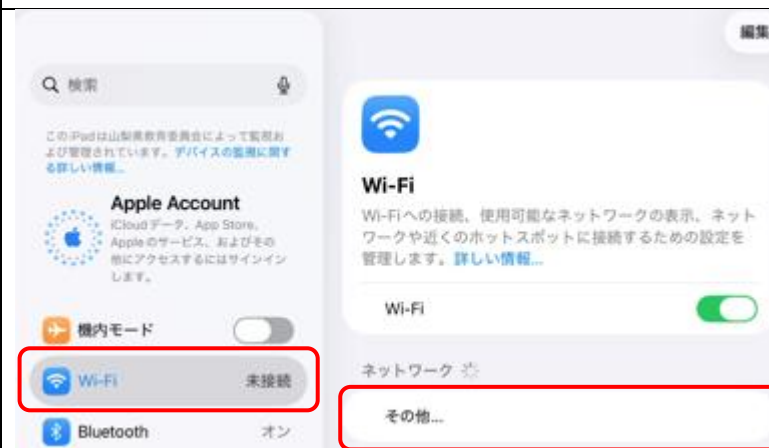 編集
検索
このiPadは山梨県教育委員会によって監視お
よび管理されています。デバイスの監視に関す
る詳しい情報...
Apple Account
iCloudデータ、App Store、
Appleのサービス、およびその
他にアクセスするにはサインイン
します。
機内モード
Wi-Fi 未接続
Bluetooth オン
Wi-Fi
Wi-Fiへの接続、使用可能なネットワークの表示、ネット
ワークや近くのホットスポットに接続するための設定を
管理します。詳しい情報...
Wi-Fi
ネットワーク
その他...